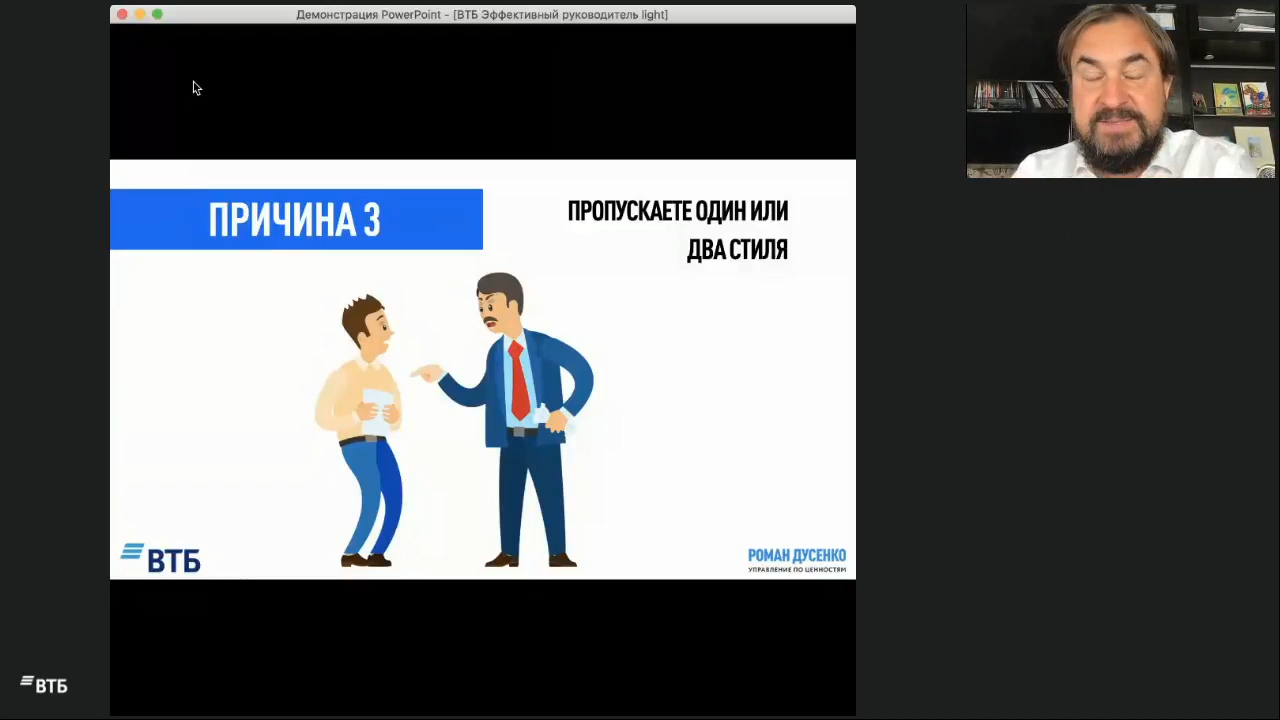 Демонстрация PowerPoint - [ВТБ Эффективный руководитель light]
ПРИЧИНА 3
ПРОПУСКАЕТЕ ОДИН ИЛИ
ДВА СТИЛЯ
ВТБ
РОМАН ДУСЕНКО
УПРАВЛЕНИЕ ПО ЦЕННОСТЯМ
ВТБ